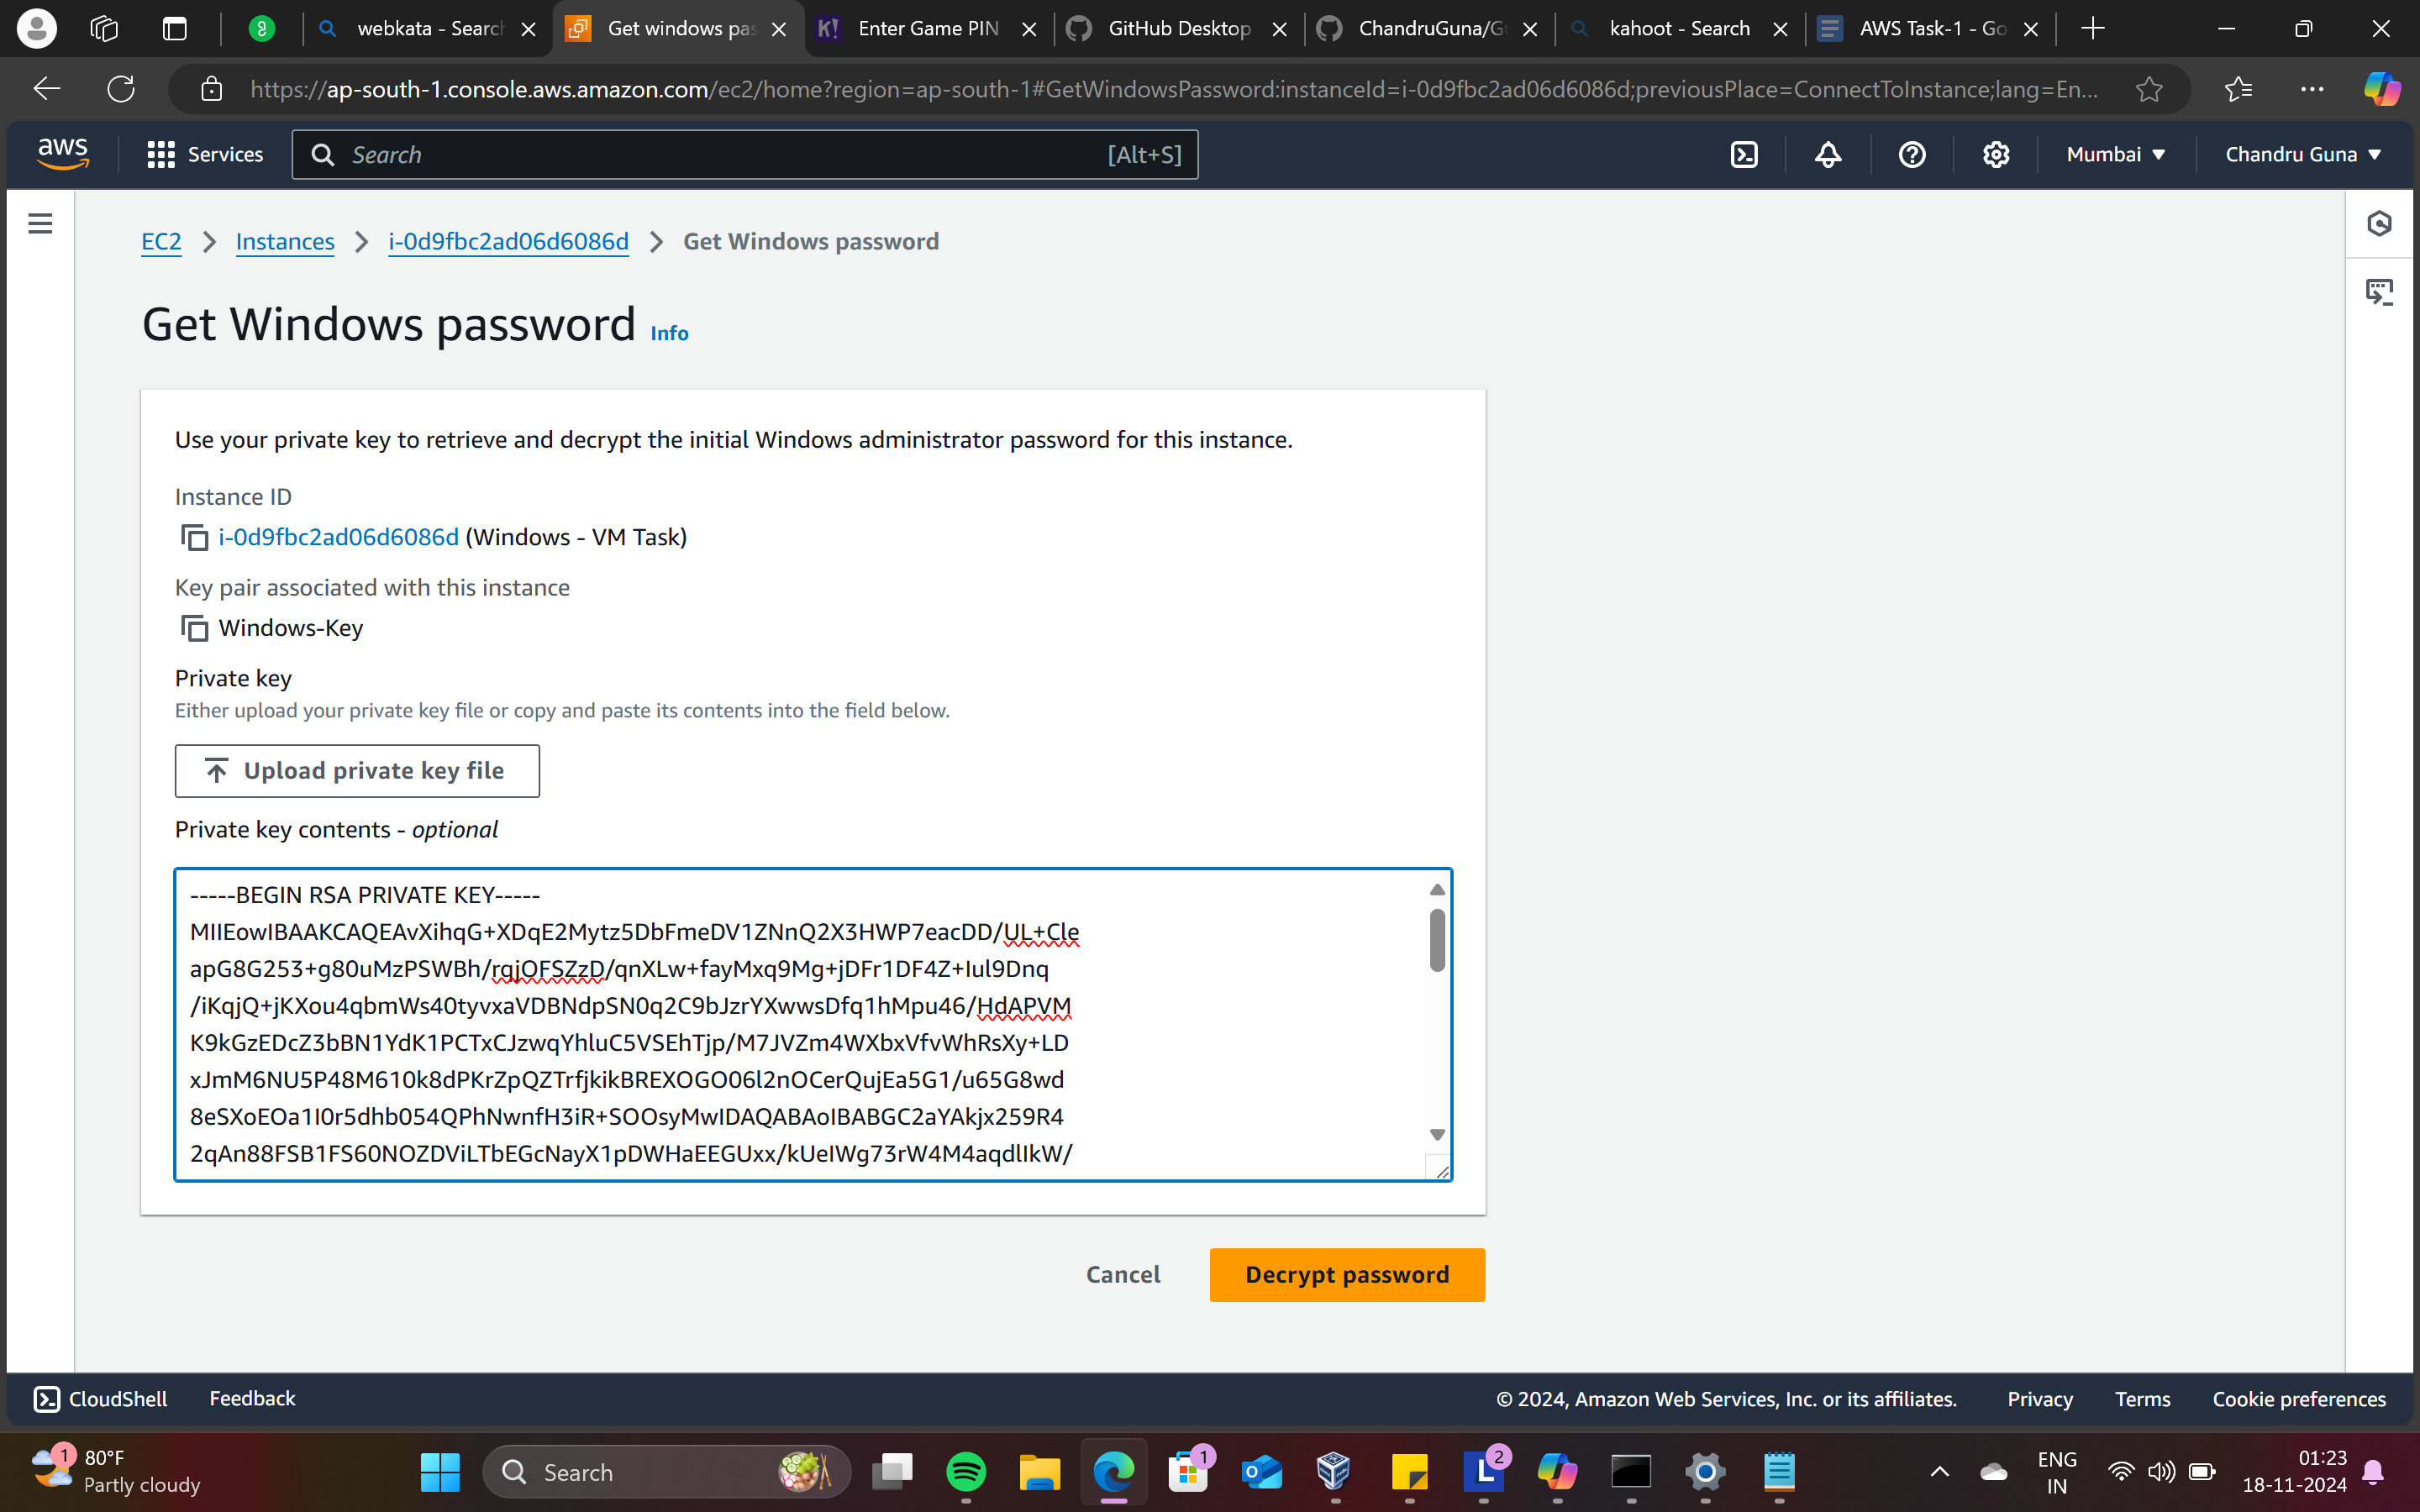 webkata - Search
Get windows pas
K! Enter Game PIN
GitHub Desktop
ChandruGuna/Gu
kahoot - Search
AWS Task-1 - Go
https://ap-south-1.console.aws.amazon.com/ec2/home?region=ap-south-1#GetWindowsPassword:instanceId=i-0d9fbc2ad06d6086d;previousPlace=ConnectToInstance;lang=En...
aws
Services
Search
[Alt+S]
Mumbai
Chandru Guna
EC2 > Instances > i-0d9fbc2ad06d6086d > Get Windows password
Get Windows password Info
Use your private key to retrieve and decrypt the initial Windows administrator password for this instance.
Instance ID
i-0d9fbc2ad06d6086d (Windows - VM Task)
Key pair associated with this instance
Windows-Key
Private key
Either upload your private key file or copy and paste its contents into the field below.
Upload private key file
Private key contents - optional
-----BEGIN RSA PRIVATE KEY-----
MIIEowIBAAKCAQEAvXihqG+XDqE2Mytz5DbFmeDV1ZNnQ2X3HWP7eacDD/UL+Cle
apG8G253+g80uMzPSWBh/rqjOFSZzD/qnXLw+fayMxq9Mg+jDFr1DF4Z+Iul9Dnq
/iKqjQ+jKXou4qbmWs40tyvxaVDBNdpSN0q2C9bJzrYXwwsDfq1hMpu46/HdAPVM
K9kGzEDcZ3bBN1YdK1PCTxCJzwqYhluC5VSEhTjp/M7JVZm4WXbxVfvWhRsXy+LD
xJmM6NU5P48M610k8dPKrZpQZTrfjkikBREXOGO06l2nOCerQujEa5G1/u65G8wd
8eSXoEOa1I0r5dhb054QPhNwnfH3iR+SOOsyMwIDAQABAoIBABGC2aYAkjx259R4
2qAn88FSB1FS60NOZDViLTbEGcNayX1pDWHaEEGUxx/kUeIWg73rW4M4aqdlIkW/
Cancel
Decrypt password
CloudShell
Feedback
© 2024, Amazon Web Services, Inc. or its affiliates.
Privacy
Terms
Cookie preferences
1
80°F
Partly cloudy
Search
1
L 2
ENG
IN
01:23
18-11-2024